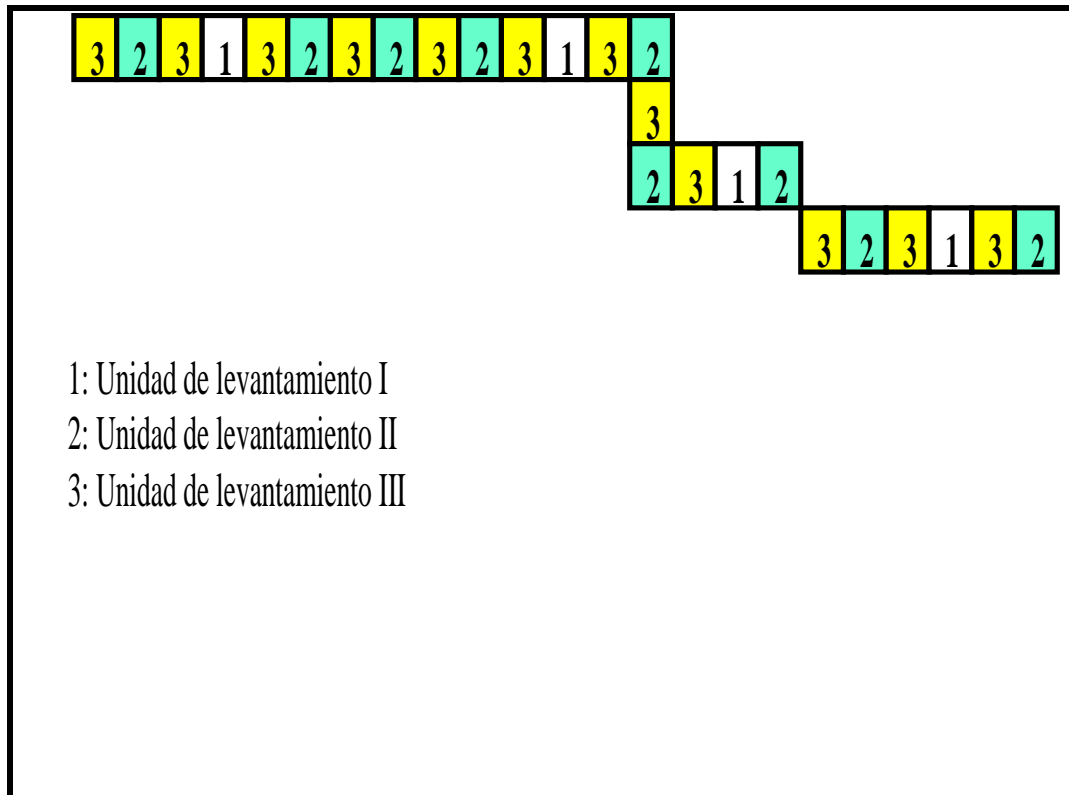 3 2 3 1 3 2 3 2 3 2 3 1 3 2
3
2 3 1 2
3 2 3 1 3 2
1: Unidad de levantamiento I
2: Unidad de levantamiento II
3: Unidad de levantamiento III